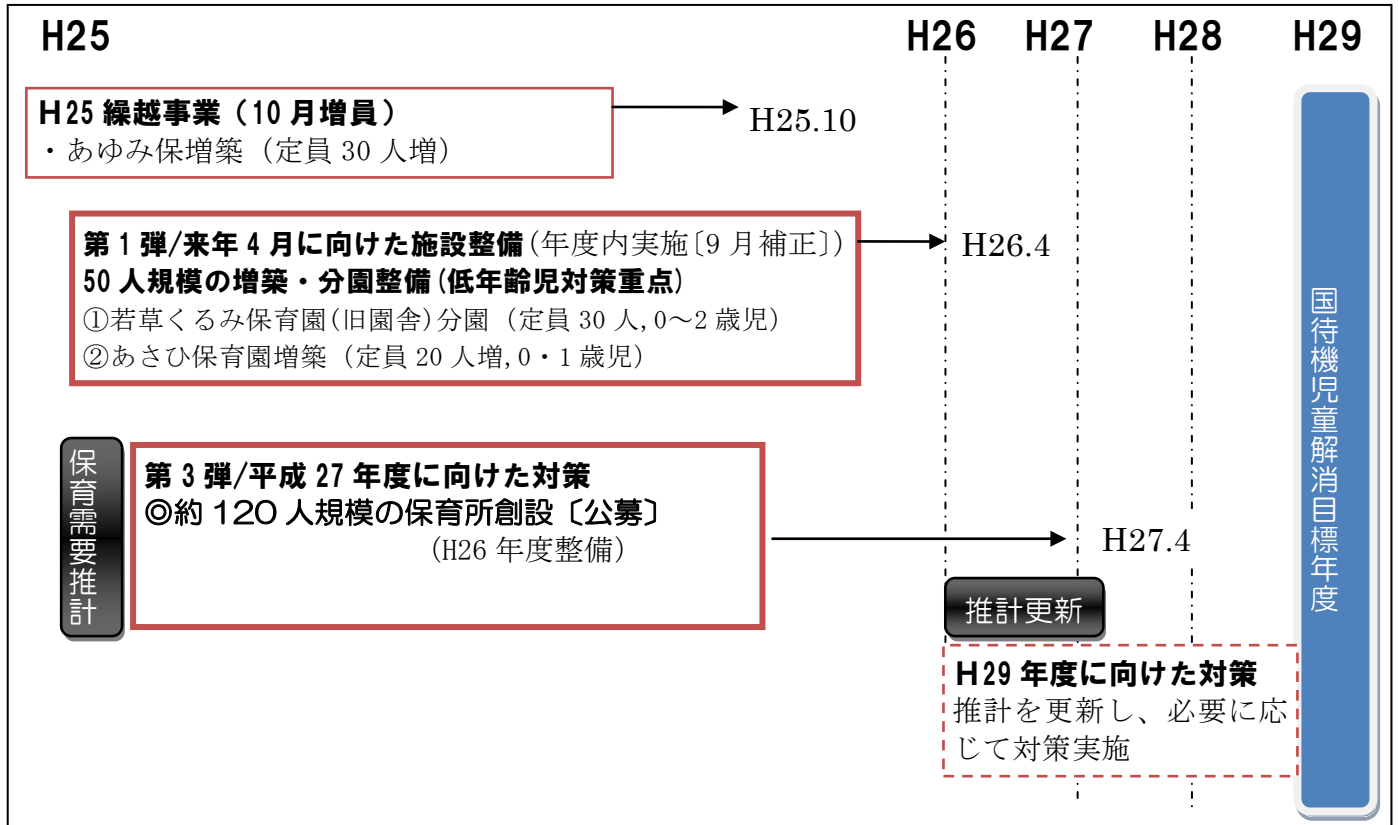 H25 H26 H27 H28 H29
H25 繰越事業（10 月増員）
・あゆみ保増築（定員 30 人増）
H25.10
第 1 弾/来年 4 月に向けた施設整備(年度内実施〔9 月補正〕)
50 人規模の増築・分園整備(低年齢児対策重点)
①若草くるみ保育園(旧園舎)分園（定員 30 人,0～2 歳児）
②あさひ保育園増築（定員 20 人増,0・1 歳児）
H26.4
保育需要推計
第 3 弾/平成 27 年度に向けた対策
◎約 120 人規模の保育所創設〔公募〕
(H26 年度整備)
H27.4
推計更新
H29 年度に向けた対策
推計を更新し、必要に応
じて対策実施
国待機児童解消目標年度